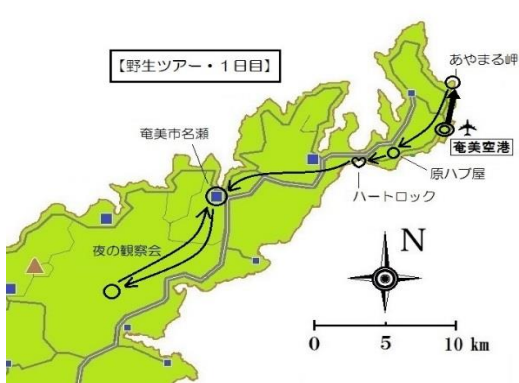 【野生ツアー・１日目】
あやまる岬
奄美空港
奄美市名瀬
原ハブ屋
ハートロック
夜の観察会
N
0 5 10 km